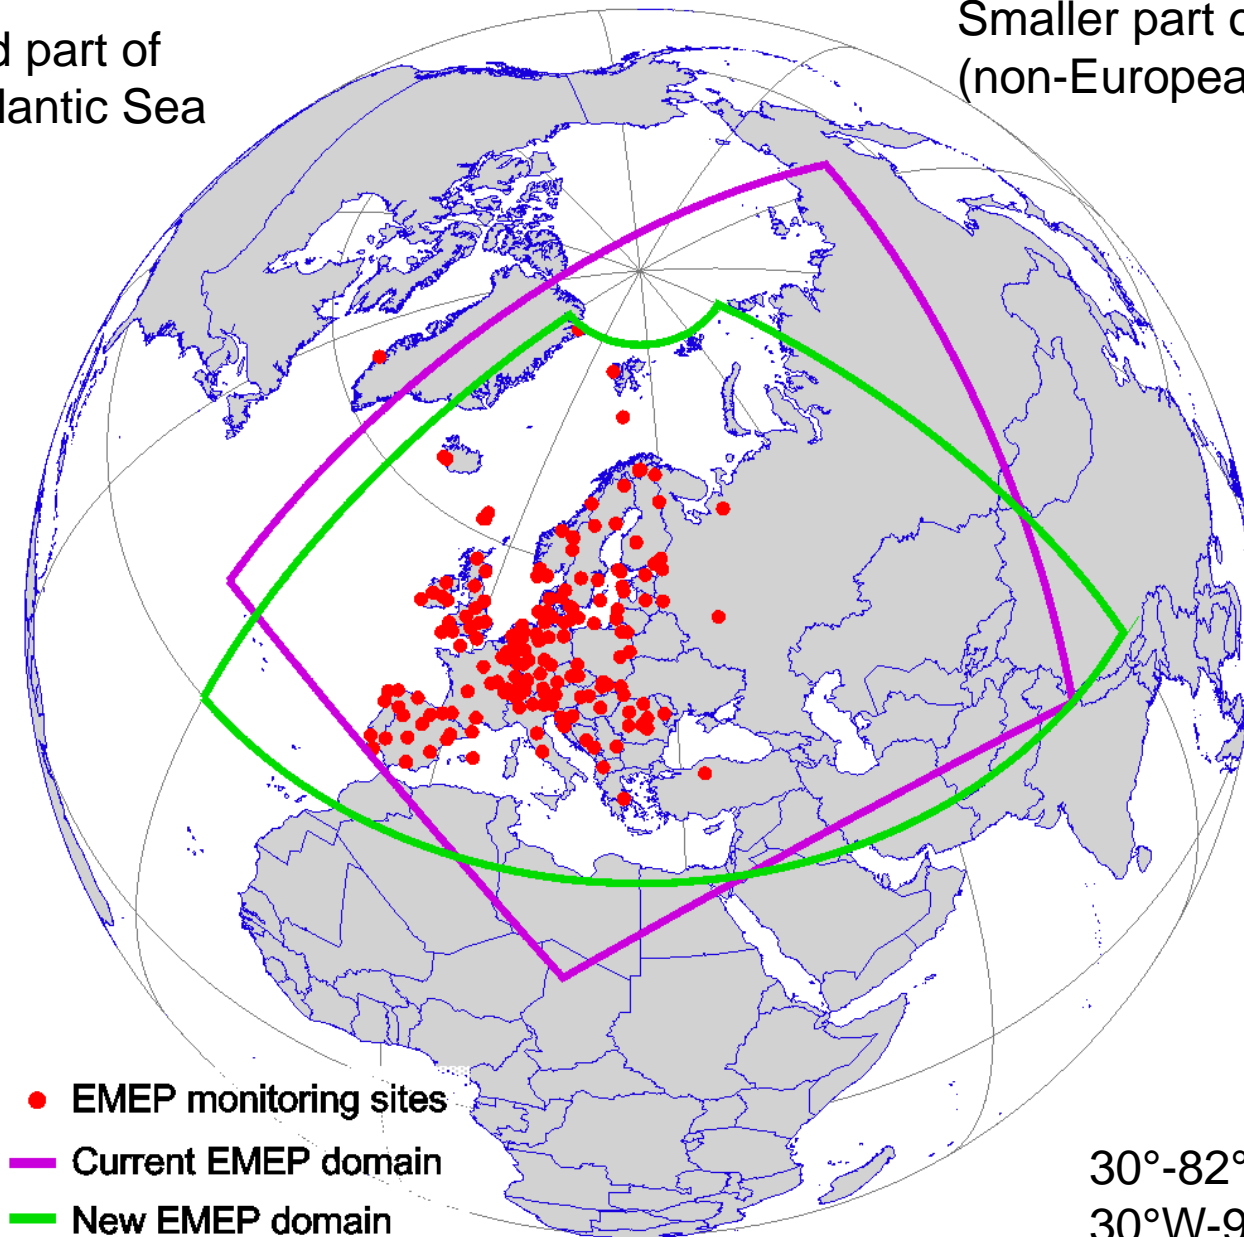 d part of
lantic Sea
Smaller part o
(non-Europea
EMEP monitoring sites
Current EMEP domain
New EMEP domain
30°-82°
30°W-9